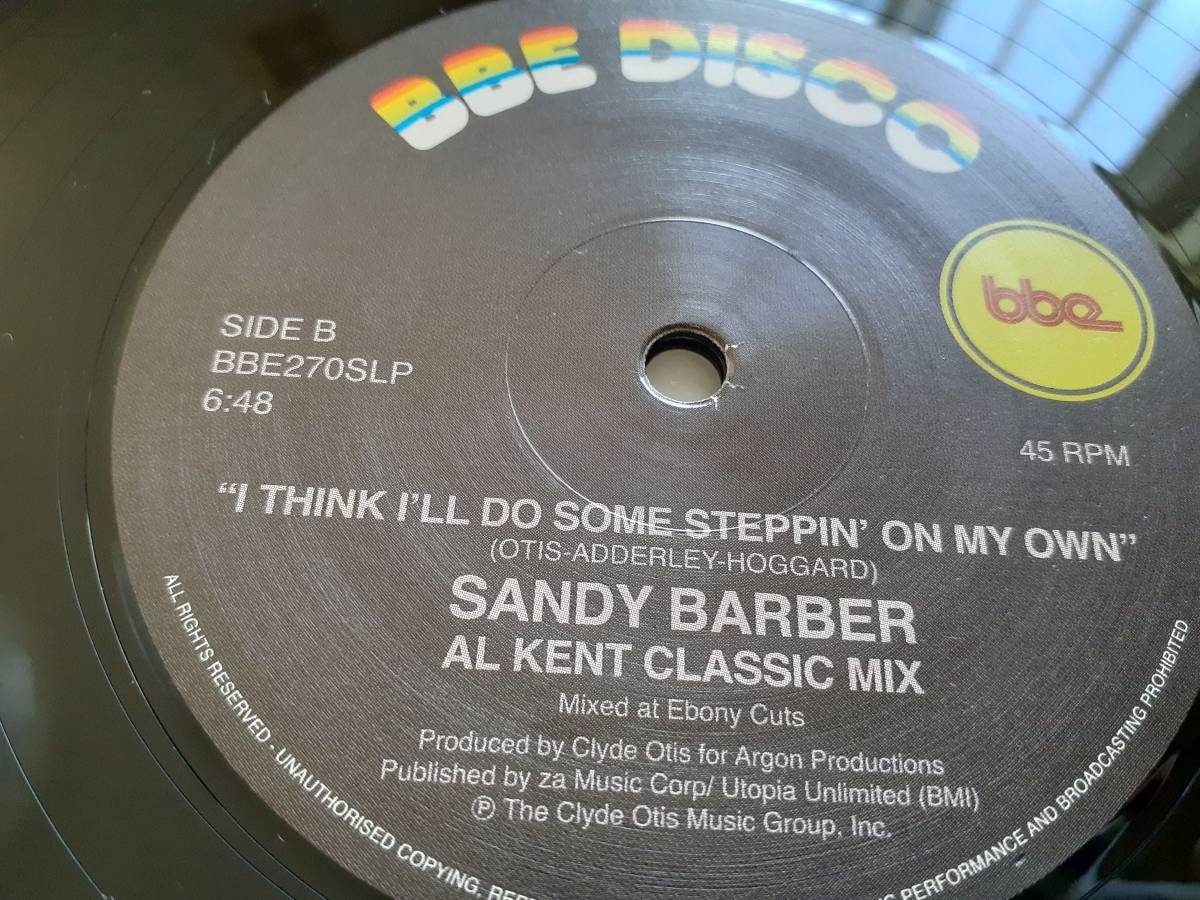 BBE DISCO
bbe
SIDE B
BBE270SLP
6:48
45 RPM
“I THINK I’LL DO SOME STEPPIN’ ON MY OWN”
(OTIS-ADDERLEY-HOGGARD)
SANDY BARBER
AL KENT CLASSIC MIX
Mixed at Ebony Cuts
Produced by Clyde Otis for Argon Productions
Published by za Music Corp/ Utopia Unlimited (BMI)
℗ The Clyde Otis Music Group, Inc.
ALL RIGHTS RESERVED - UNAUTHORISED COPYING, PERFORMANCE AND BROADCASTING PROHIBITED